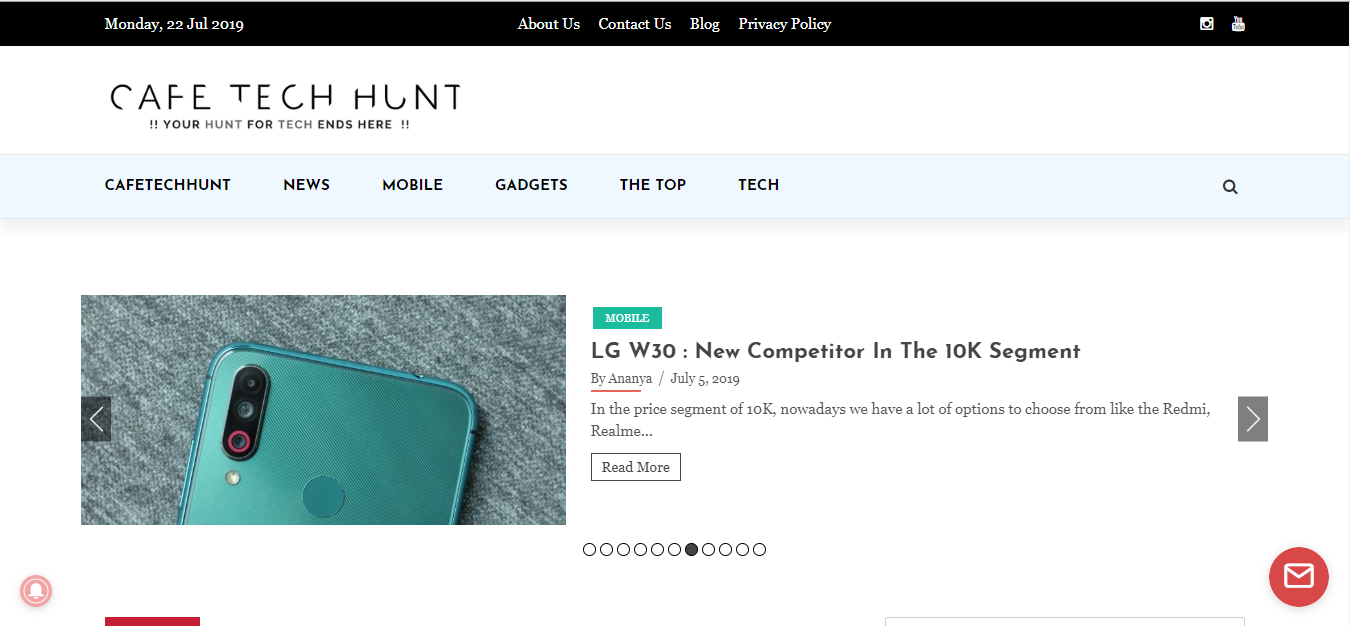 Monday, 22 Jul 2019
About Us Contact Us Blog Privacy Policy
You Tube
CAFE TECH HUNT
!! YOUR HUNT FOR TECH ENDS HERE !!
CAFETECHHUNT NEWS MOBILE GADGETS THE TOP TECH
MOBILE
LG W30 : New Competitor In The 10K Segment
By Ananya / July 5, 2019
In the price segment of 10K, nowadays we have a lot of options to choose from like the Redmi,
Realme...
Read More